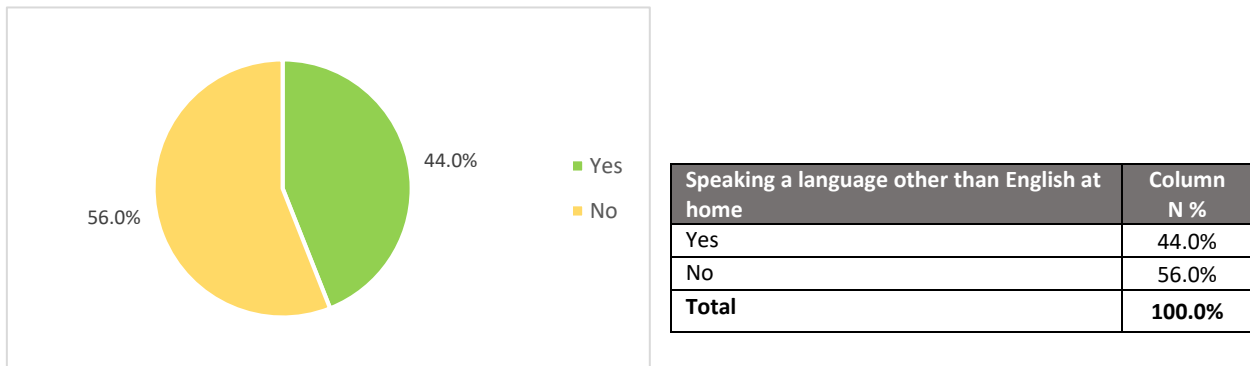 44.0%
56.0%
Yes
No
Speaking a language other than English at
home
Column
N %
Yes 44.0%
No 56.0%
Total 100.0%